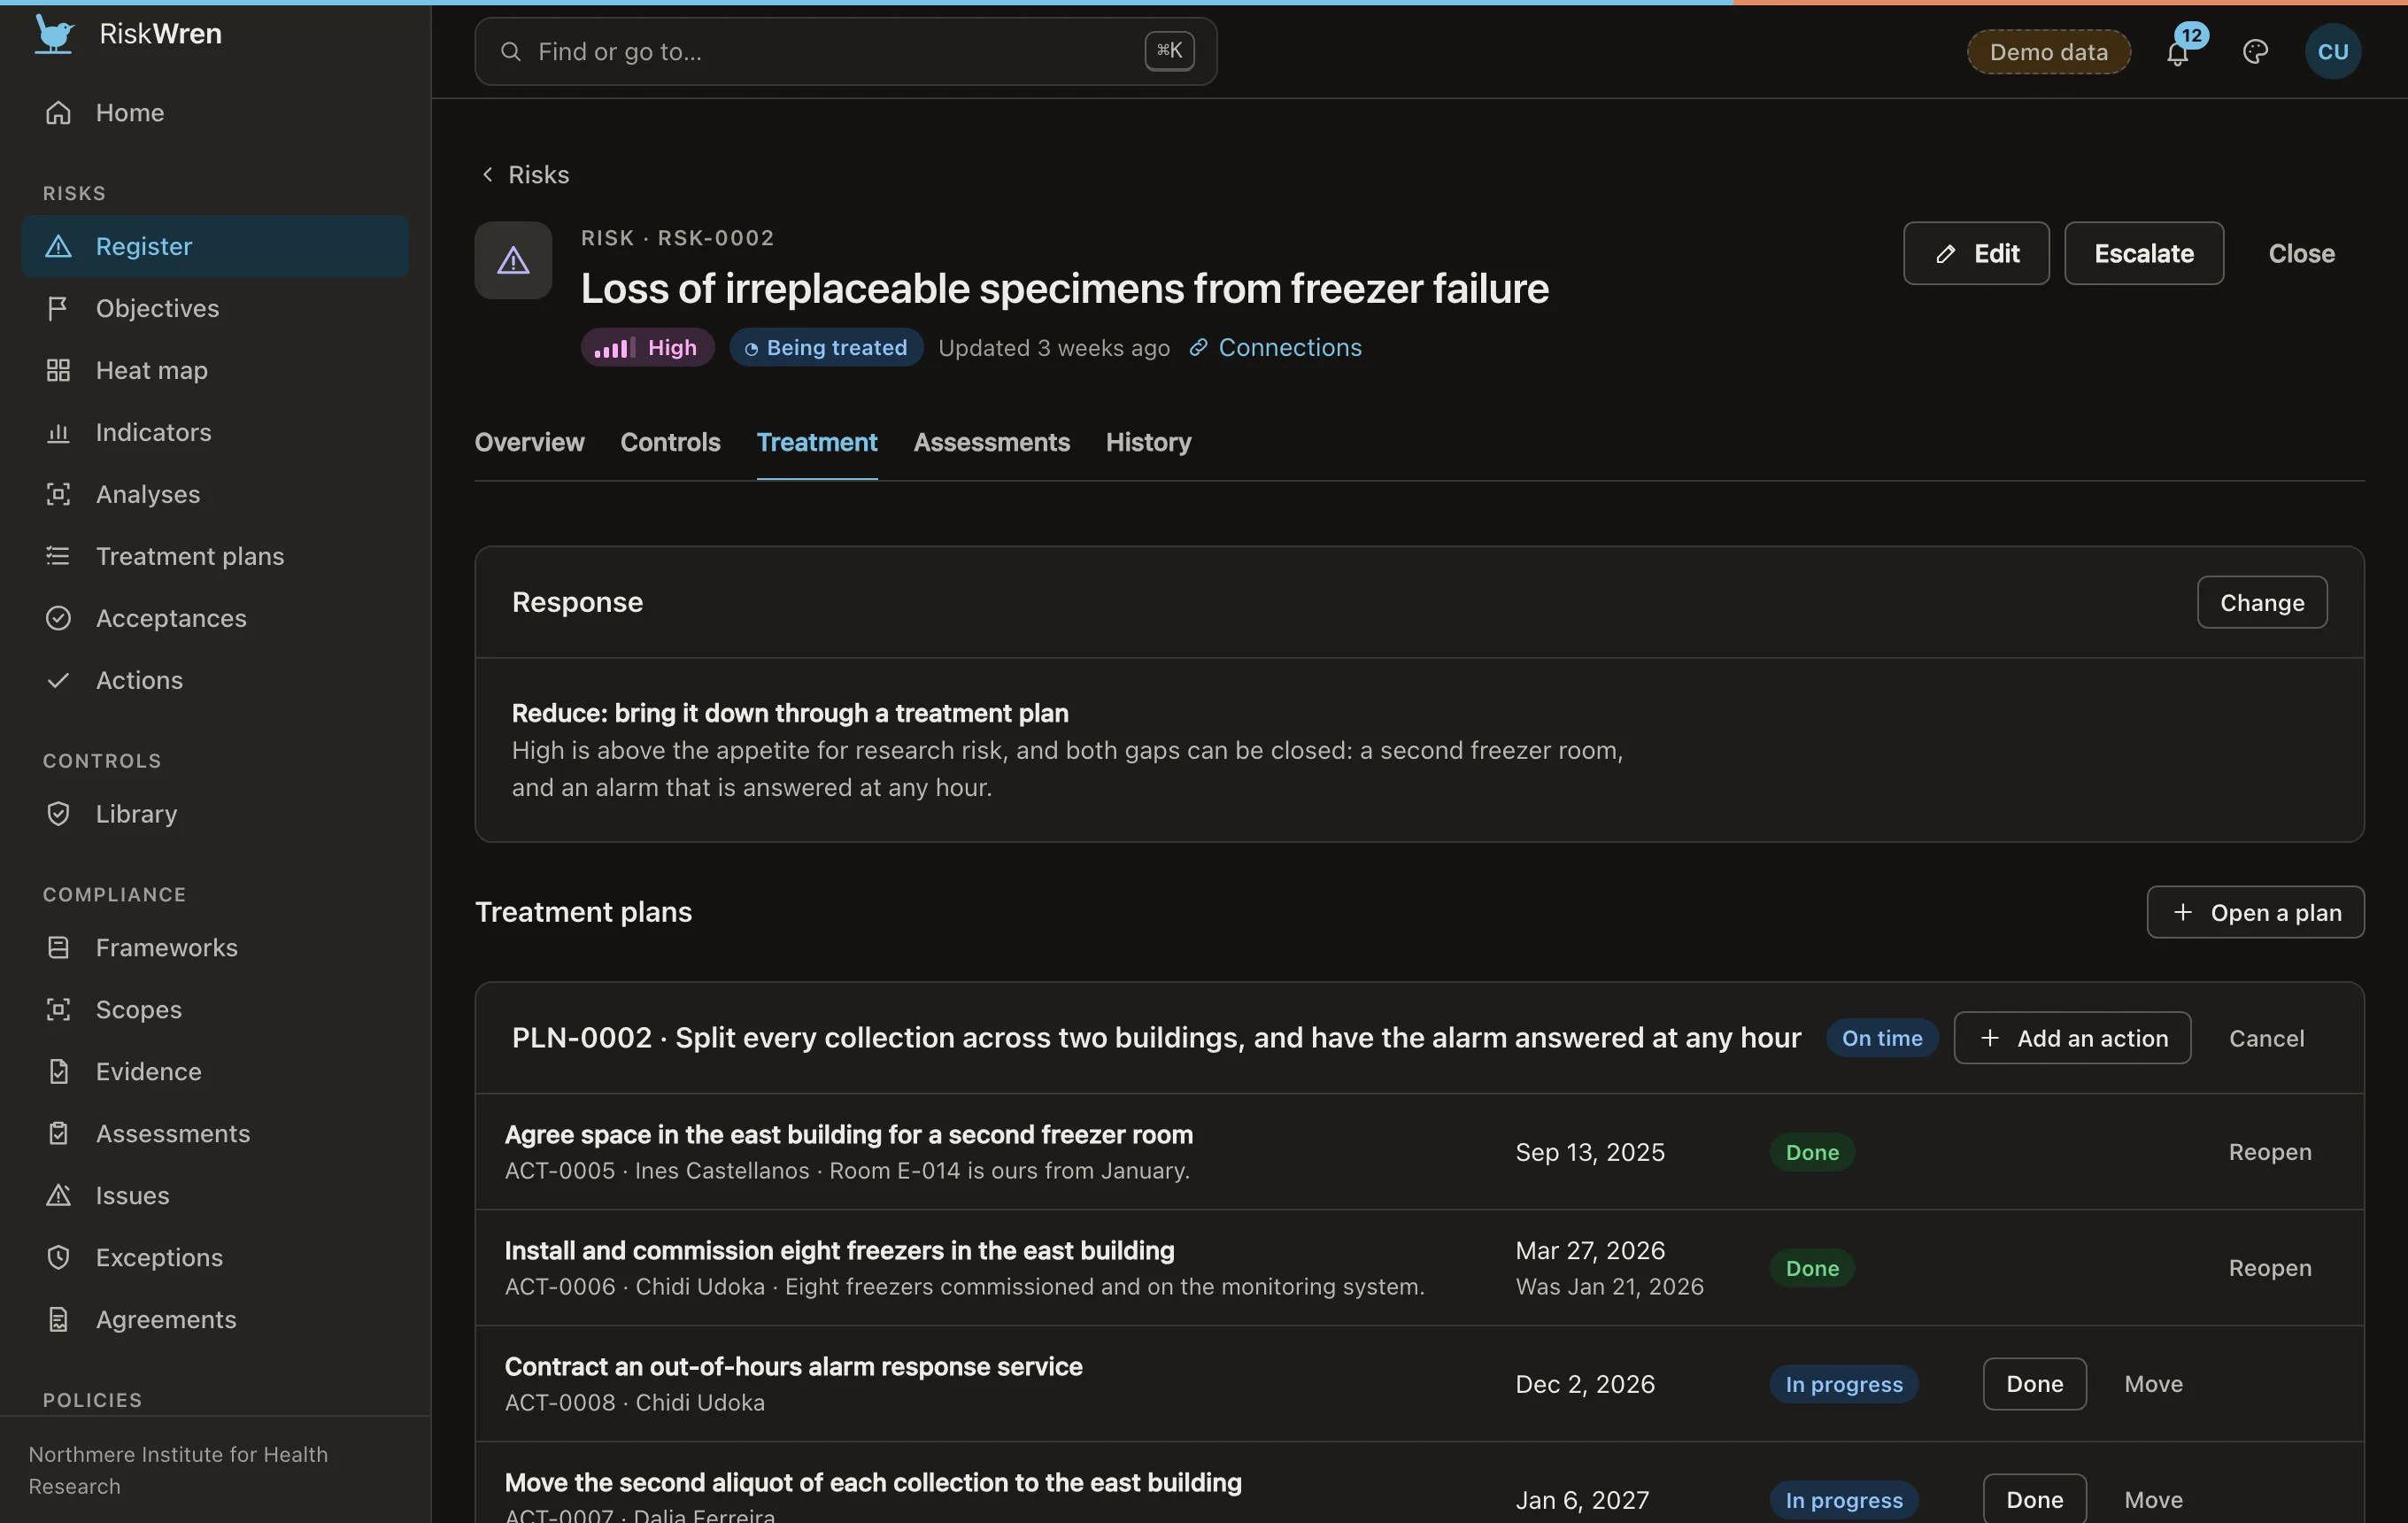 RiskWren
Find or go to...
⌘K
Demo data
12
CU
Home
RISKS
Register
Objectives
Heat map
Indicators
Analyses
Treatment plans
Acceptances
Actions
CONTROLS
Library
COMPLIANCE
Frameworks
Scopes
Evidence
Assessments
Issues
Exceptions
Agreements
POLICIES
Northmere Institute for Health
Research
Risks
RISK · RSK-0002
Loss of irreplaceable specimens from freezer failure
Edit
Escalate
Close
High
Being treated
Updated 3 weeks ago
Connections
Overview
Controls
Treatment
Assessments
History
Response
Change
Reduce: bring it down through a treatment plan
High is above the appetite for research risk, and both gaps can be closed: a second freezer room,
and an alarm that is answered at any hour.
Treatment plans
Open a plan
PLN-0002 · Split every collection across two buildings, and have the alarm answered at any hour
On time
Add an action
Cancel
Agree space in the east building for a second freezer room
ACT-0005 · Ines Castellanos · Room E-014 is ours from January.
Sep 13, 2025
Done
Reopen
Install and commission eight freezers in the east building
ACT-0006 · Chidi Udoka · Eight freezers commissioned and on the monitoring system.
Mar 27, 2026
Was Jan 21, 2026
Done
Reopen
Contract an out-of-hours alarm response service
ACT-0008 · Chidi Udoka
Dec 2, 2026
In progress
Done
Move
Move the second aliquot of each collection to the east building
ACT-0007 · Dalia Ferreira
Jan 6, 2027
In progress
Done
Move